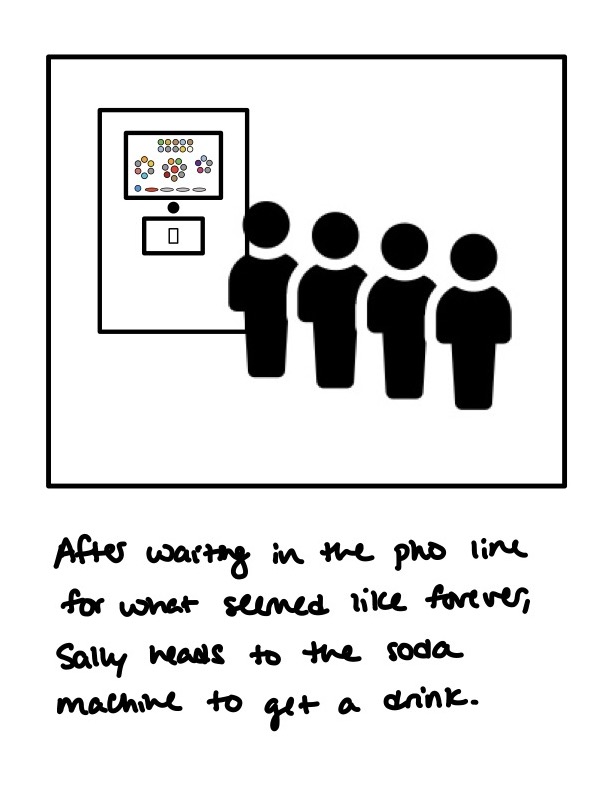 After waiting in the pho line
for what seemed like forever,
Sally heads to the soda
machine to get a drink.